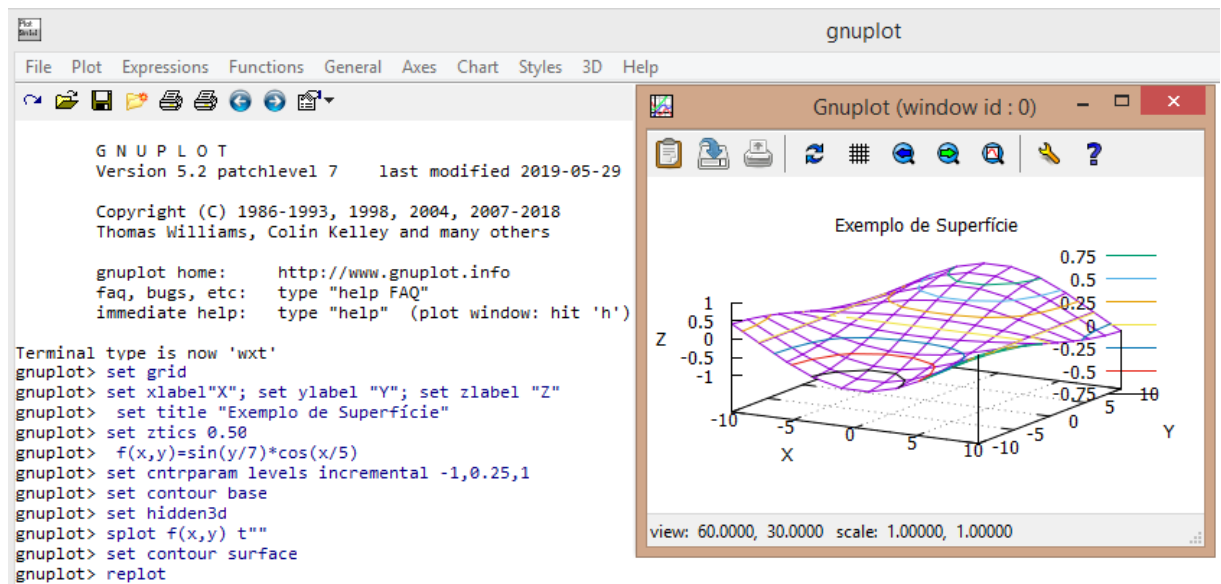 gnuplot
File Plot Expressions Functions General Axes Chart Styles 3D Help
G N U P L O T
Version 5.2 patchlevel 7    last modified 2019-05-29
Copyright (C) 1986-1993, 1998, 2004, 2007-2018
Thomas Williams, Colin Kelley and many others
gnuplot home:     http://www.gnuplot.info
faq, bugs, etc:   type "help FAQ"
immediate help:   type "help"  (plot window: hit 'h')
Terminal type is now 'wxt'
gnuplot> set grid
gnuplot> set xlabel"X"; set ylabel "Y"; set zlabel "Z"
gnuplot>  set title "Exemplo de Superfície"
gnuplot> set ztics 0.50
gnuplot>  f(x,y)=sin(y/7)*cos(x/5)
gnuplot> set cntrparam levels incremental -1,0.25,1
gnuplot> set contour base
gnuplot> set hidden3d
gnuplot> splot f(x,y) t""
gnuplot> set contour surface
gnuplot> replot
Gnuplot (window id : 0)
Exemplo de Superfície
0.75
0.5
0.25
0
-0.25
-0.5
-0.75
1
0.5
0
-0.5
-1
Z
-10
-5
0
5
10
X
-10
-5
0
5
10
Y
view: 60.0000, 30.0000 scale: 1.00000, 1.00000